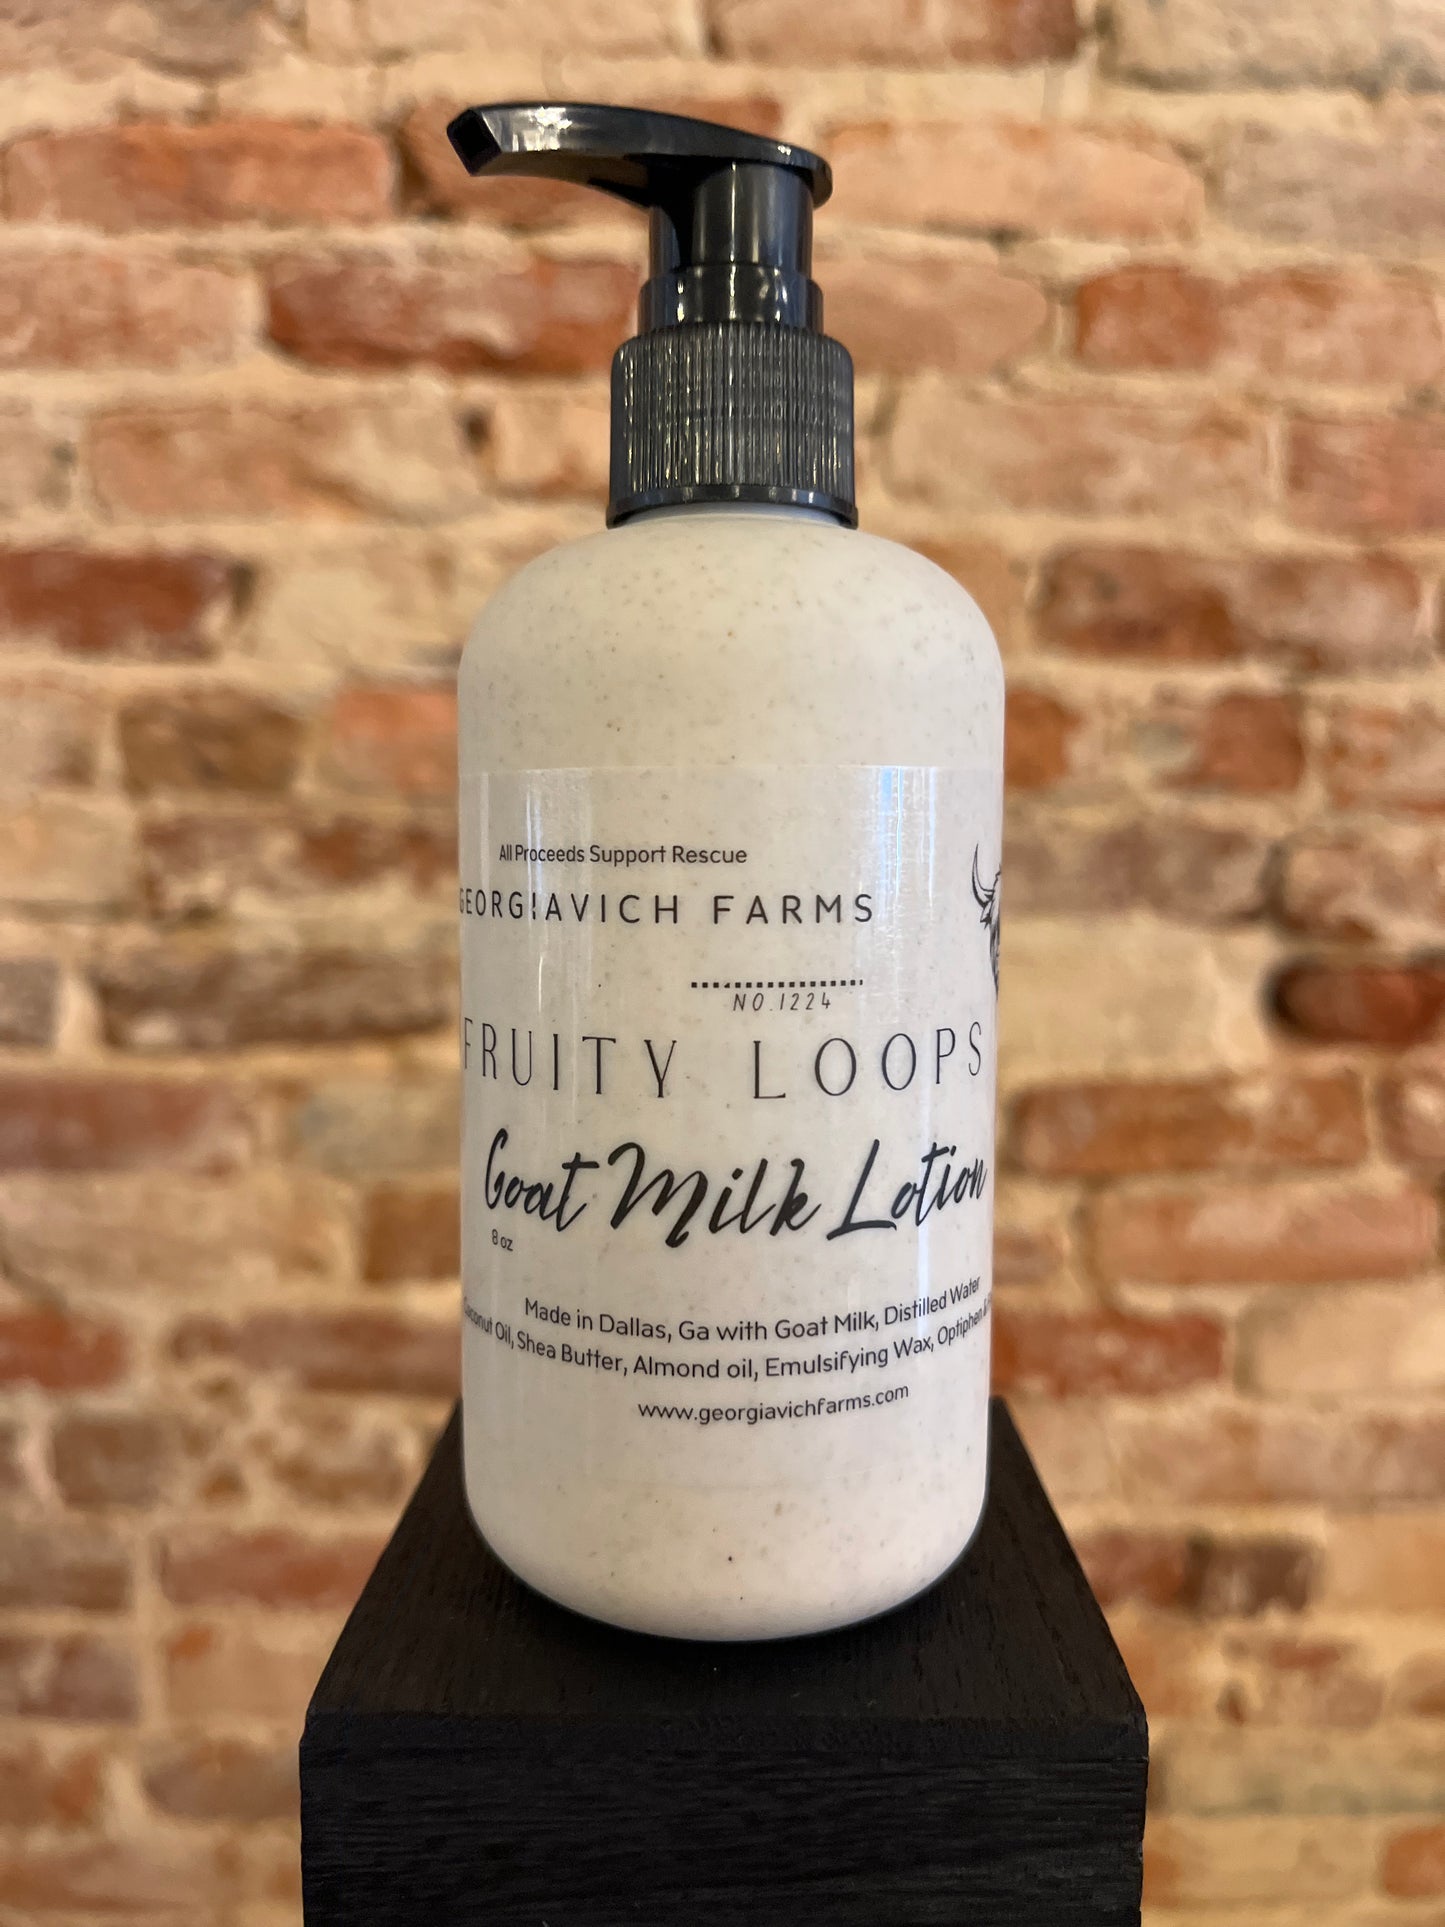 All Proceeds Support Rescue
GEORGIAVICH FARMS
NO.1224
FRUITY LOOPS
Goat Milk Lotion
8 oz
Made in Dallas, Ga with Goat Milk, Distilled Water
Coconut Oil, Shea Butter, Almond oil, Emulsifying Wax, Optiphen
www.georgiavichfarms.com